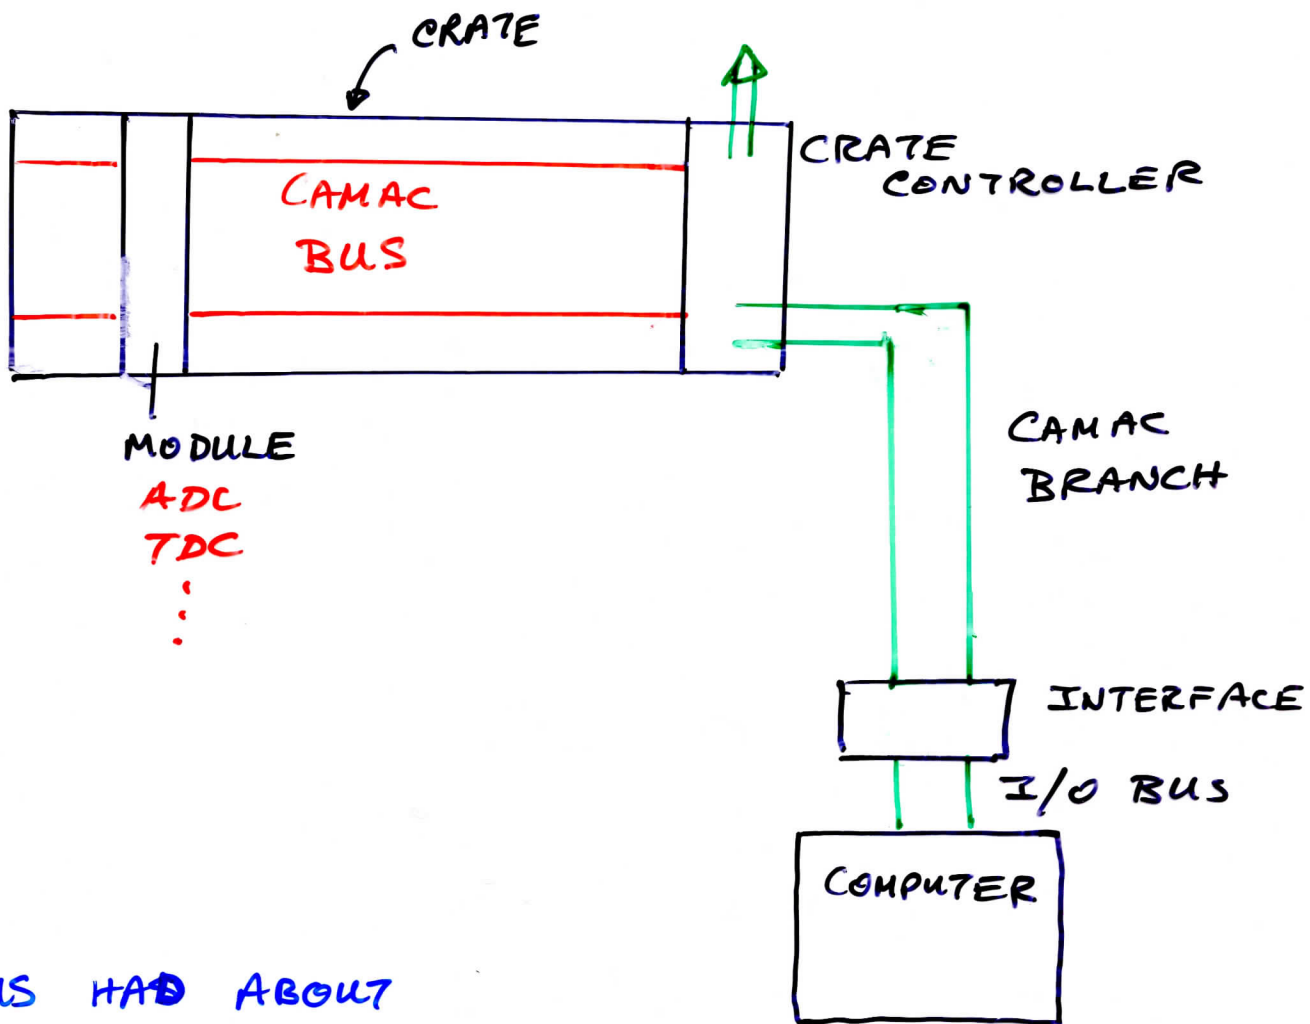 CRATE
CRATE
CONTROLLER
CAMAC
BUS
MODULE
ADC
TDC
CAMAC
BRANCH
INTERFACE
I/O BUS
COMPUTER
HAD ABOUT